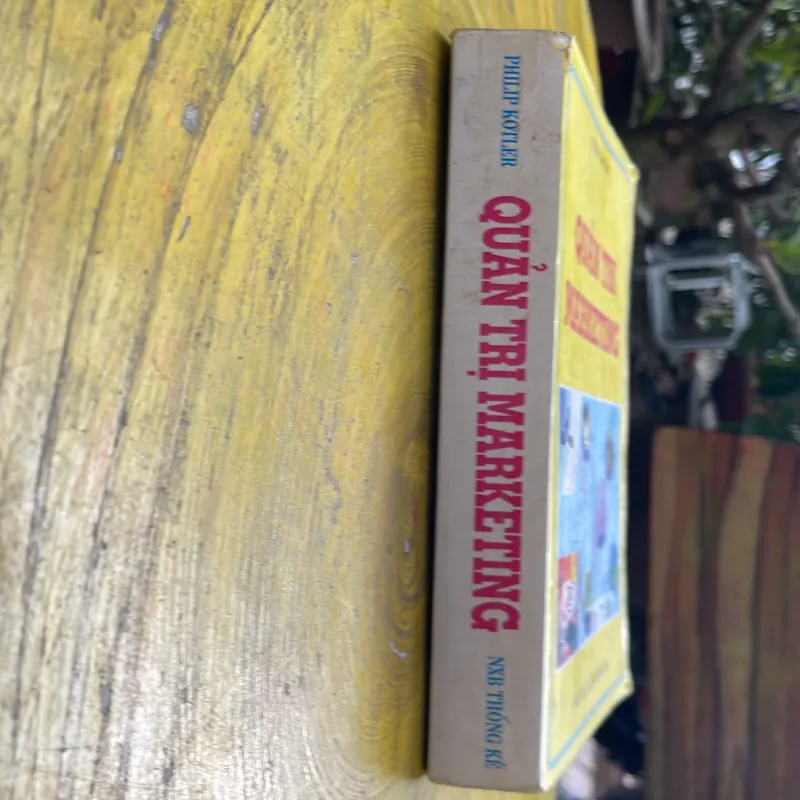 PHILIP KOTLER
QUẢN TRỊ MARKETING
NXB THỐNG KÊ
QUẢN TRỊ
MARKETING